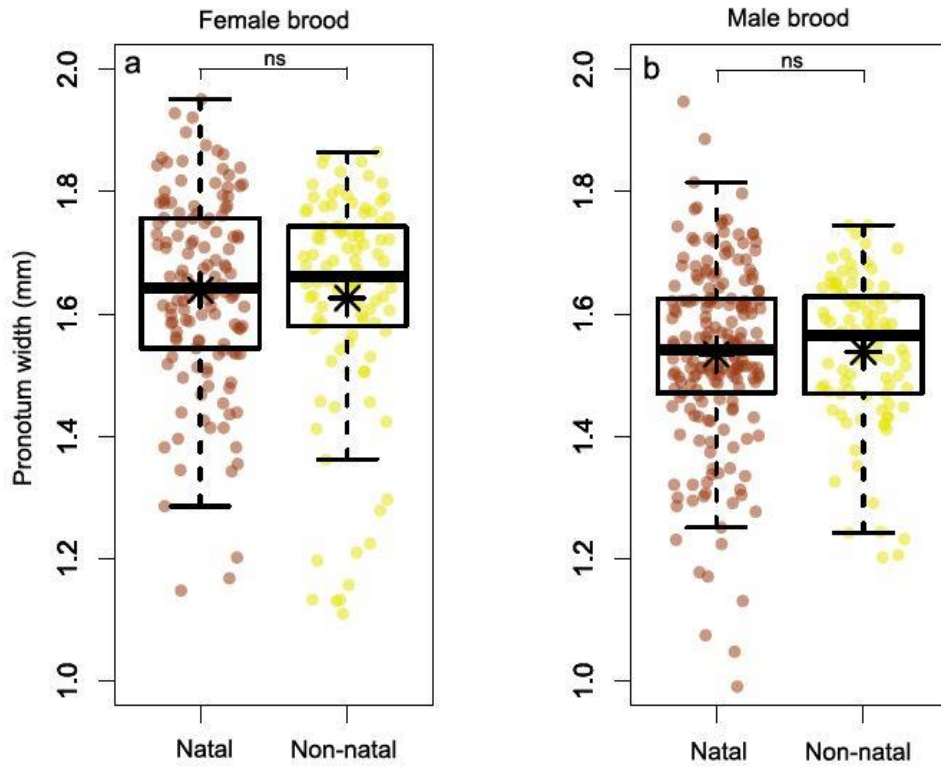 Female brood
Male brood
a
ns
b
ns
Pronotum width (mm)
2.0
1.8
1.6
1.4
1.2
1.0
2.0
1.8
1.6
1.4
1.2
1.0
Natal
Non-natal
Natal
Non-natal